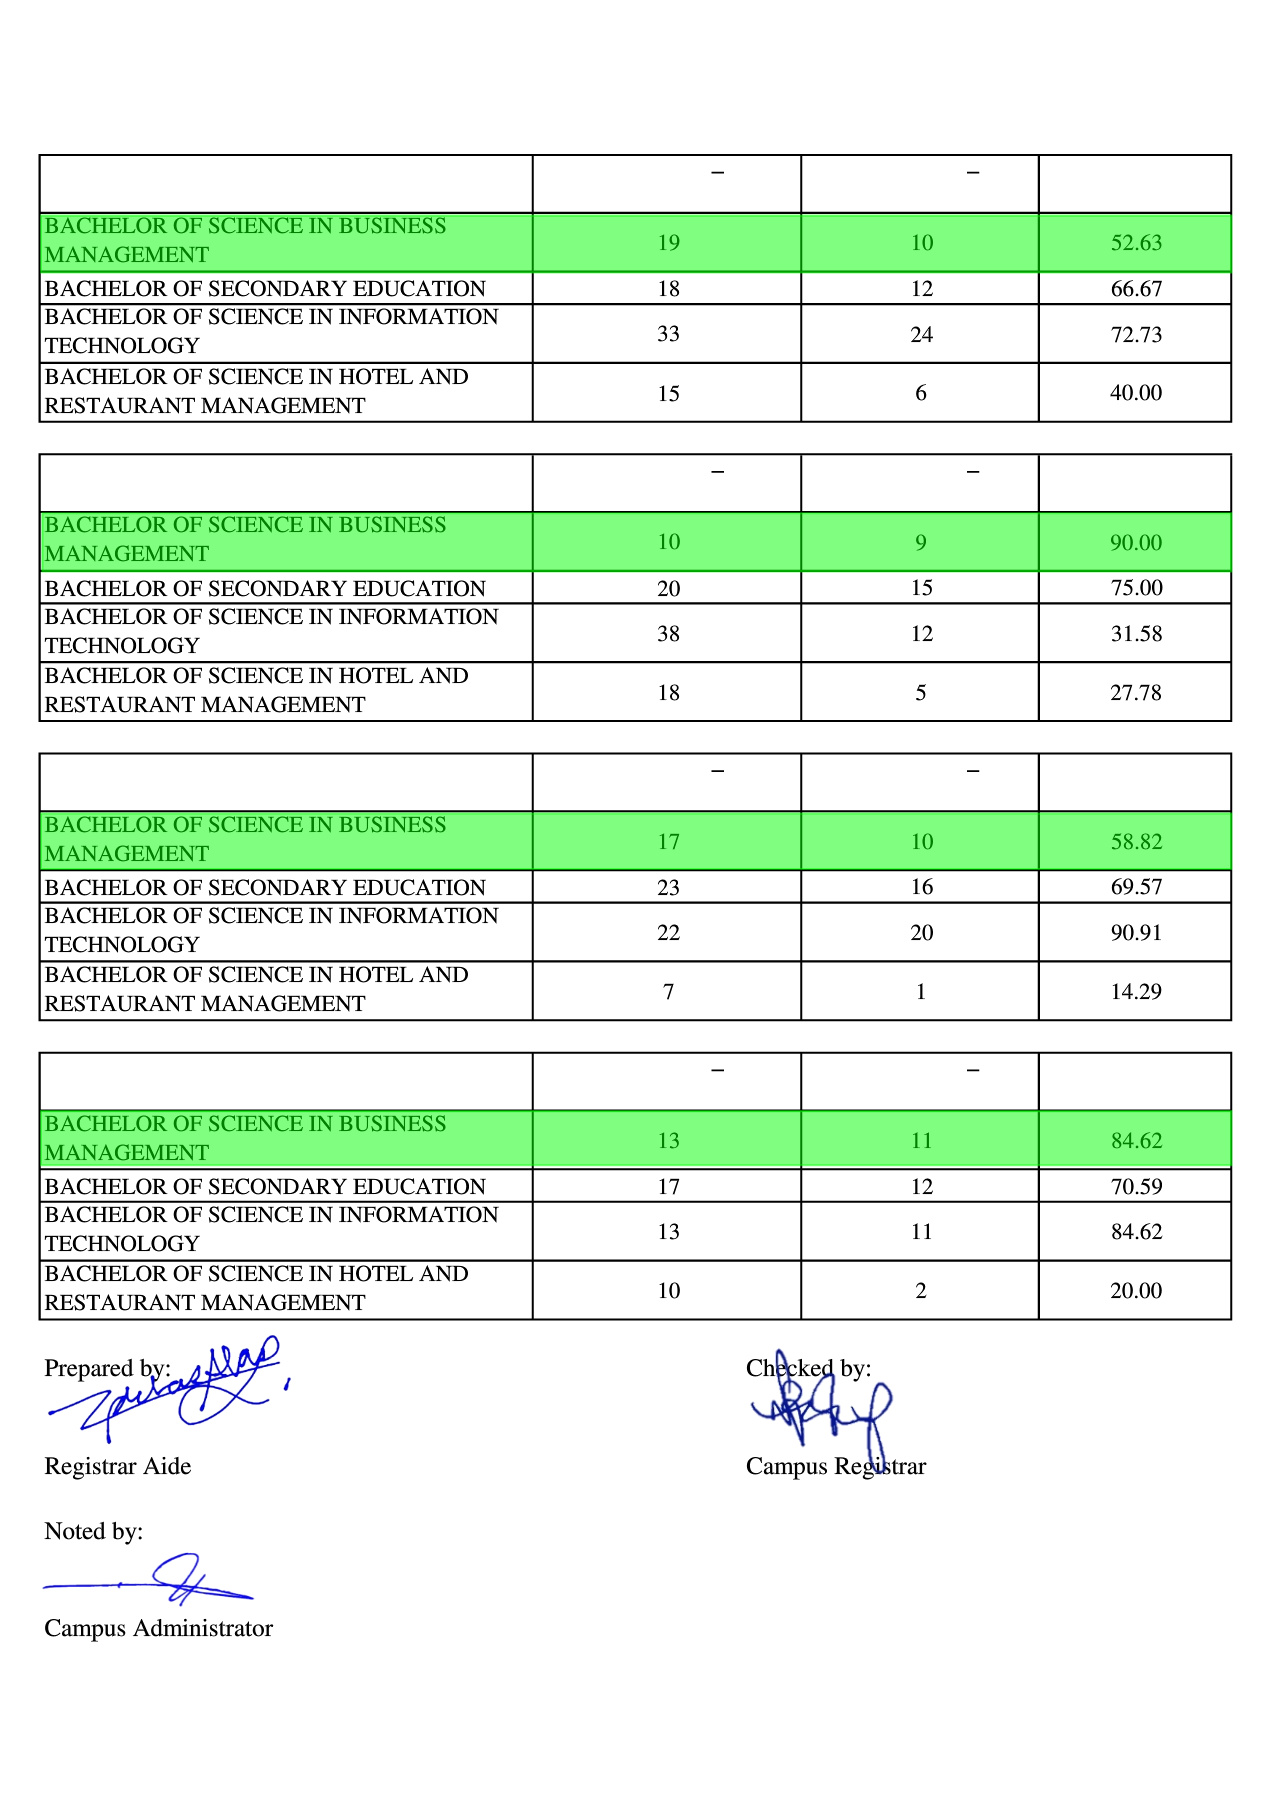 –	–
BACHELOR OF SCIENCE IN BUSINESS
MANAGEMENT	19	10	52.63
BACHELOR OF SECONDARY EDUCATION	18	12	66.67
BACHELOR OF SCIENCE IN INFORMATION
TECHNOLOGY	33	24	72.73
BACHELOR OF SCIENCE IN HOTEL AND
RESTAURANT MANAGEMENT	15	6	40.00
–	–
BACHELOR OF SCIENCE IN BUSINESS
MANAGEMENT	10	9	90.00
BACHELOR OF SECONDARY EDUCATION	20	15	75.00
BACHELOR OF SCIENCE IN INFORMATION
TECHNOLOGY	38	12	31.58
BACHELOR OF SCIENCE IN HOTEL AND
RESTAURANT MANAGEMENT	18	5	27.78
–	–
BACHELOR OF SCIENCE IN BUSINESS
MANAGEMENT	17	10	58.82
BACHELOR OF SECONDARY EDUCATION	23	16	69.57
BACHELOR OF SCIENCE IN INFORMATION
TECHNOLOGY	22	20	90.91
BACHELOR OF SCIENCE IN HOTEL AND
RESTAURANT MANAGEMENT	7	1	14.29
–	–
BACHELOR OF SCIENCE IN BUSINESS
MANAGEMENT	13	11	84.62
BACHELOR OF SECONDARY EDUCATION	17	12	70.59
BACHELOR OF SCIENCE IN INFORMATION
TECHNOLOGY	13	11	84.62
BACHELOR OF SCIENCE IN HOTEL AND
RESTAURANT MANAGEMENT	10	2	20.00
Prepared by:	Checked by:
Registrar Aide	Campus Registrar
Noted by:
Campus Administrator